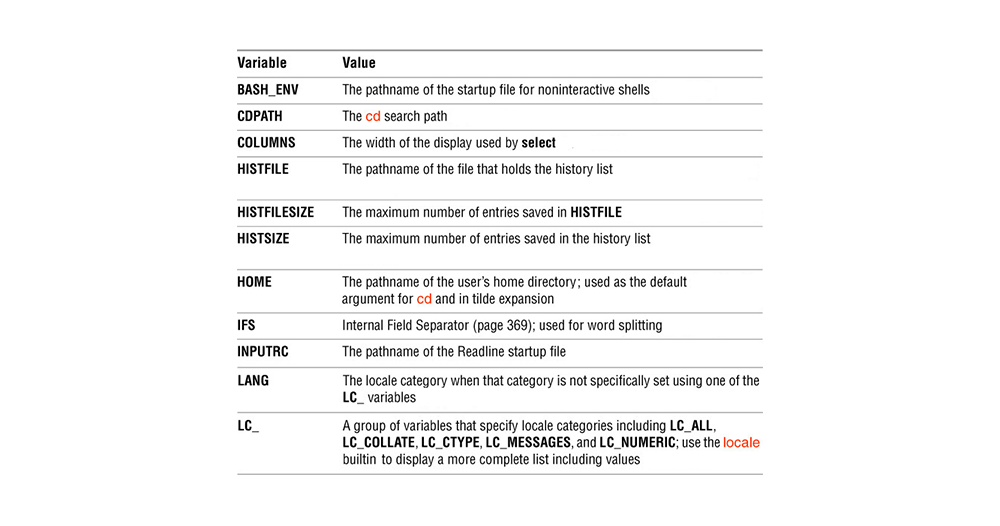 Variable Value
BASH_ENV The pathname of the startup file for noninteractive shells
CDPATH The cd search path
COLUMNS The width of the display used by select
HISTFILE The pathname of the file that holds the history list
HISTFILESIZE The maximum number of entries saved in HISTFILE
HISTSIZE The maximum number of entries saved in the history list
HOME The pathname of the user's home directory; used as the default
argument for cd and in tilde expansion
IFS Internal Field Separator (page 369); used for word splitting
INPUTRC The pathname of the Readline startup file
LANG The locale category when that category is not specifically set using one of the
LC_ variables
LC_ A group of variables that specify locale categories including LC_ALL,
LC_COLLATE, LC_CTYPE, LC_MESSAGES, and LC_NUMERIC; use the locale
builtin to display a more complete list including values